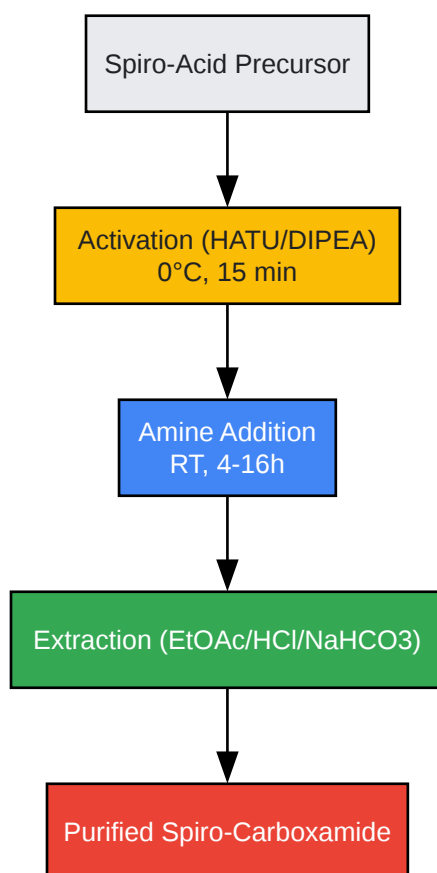 Spiro-Acid Precursor
Activation (HATU/DIPEA)
0°C, 15 min
Amine Addition
RT, 4-16h
Extraction (EtOAc/HCl/NaHCO3)
Purified Spiro-Carboxamide